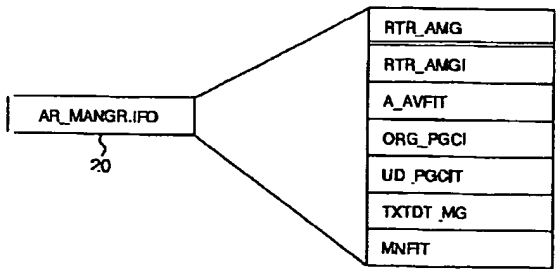 RTR_AMG
RTR_AMGI
A_AVFIT
AR_MANGR.IFO
ORG_PGCI
20
UD_PGCIT
TXTDT_MG
MNFIT